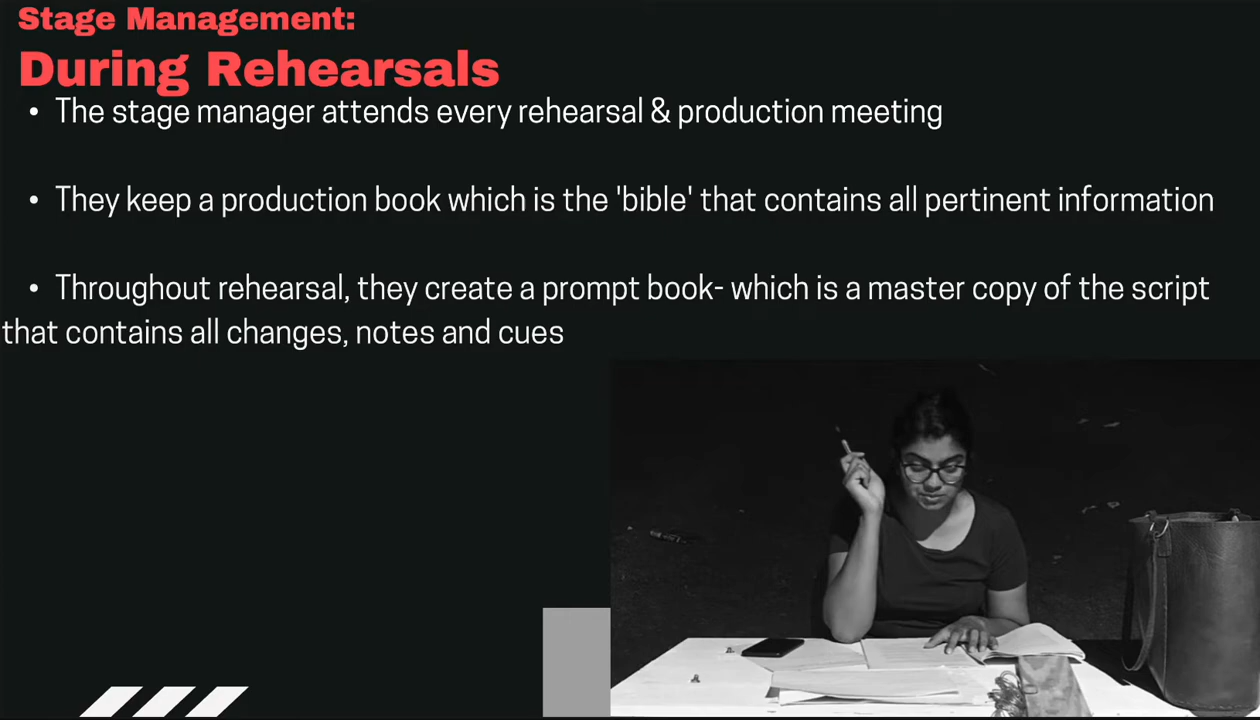 Stage Management:
During Rehearsals
• The stage manager attends every rehearsal & production meeting
• They keep a production book which is the 'bible' that contains all pertinent information
• Throughout rehearsal, they create a prompt book- which is a master copy of the script
that contains all changes, notes and cues